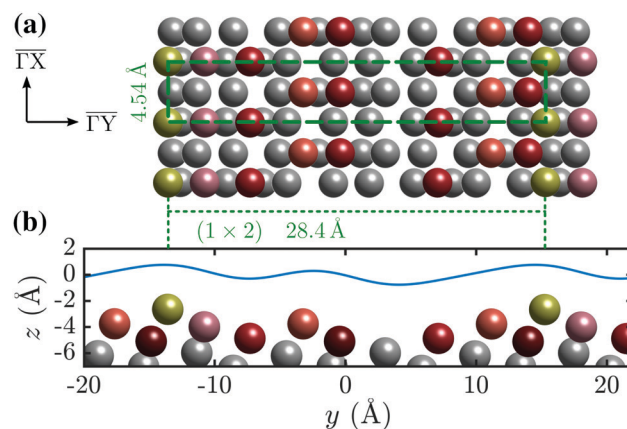 (a)
ΓX
4.54 Å
ΓY
(1 × 2) 28.4 Å
(b)
2
0
-2
-4
-6
z (Å)
-20 -10 0 10 20
y (Å)